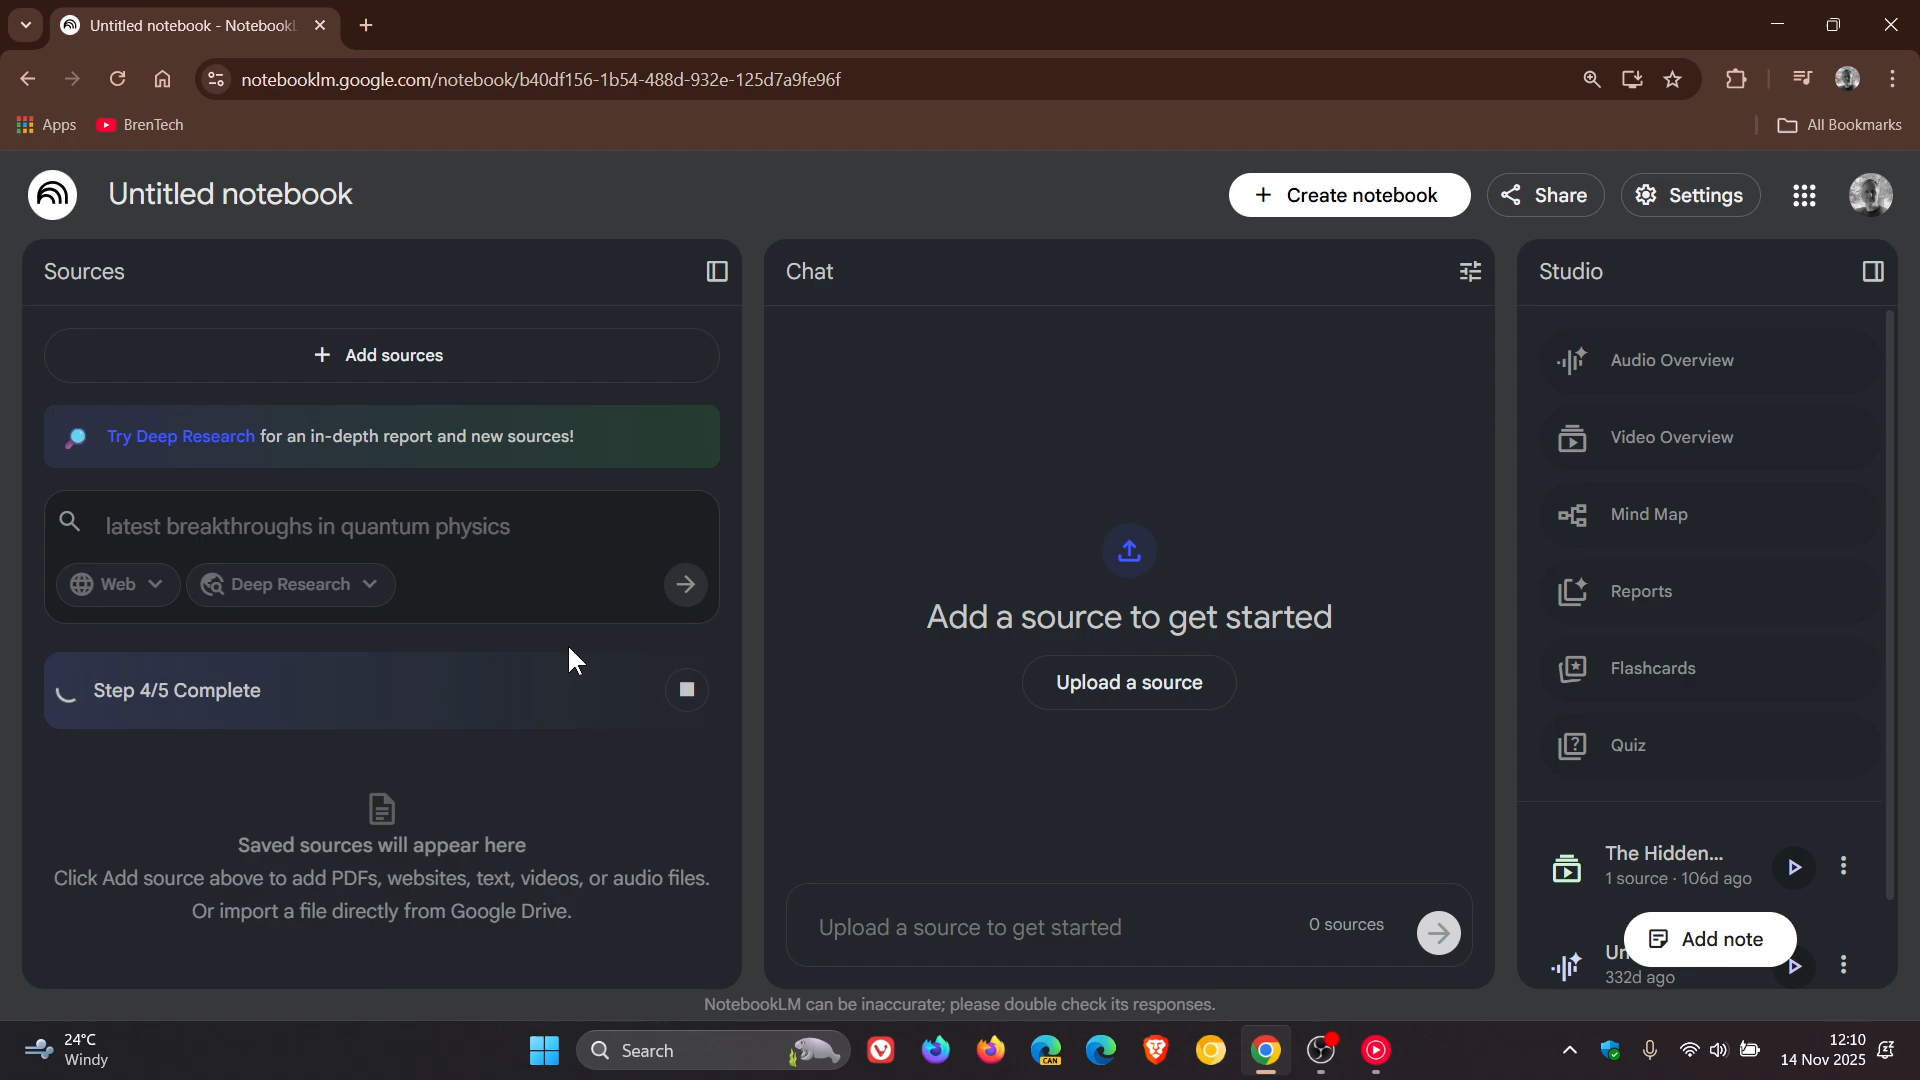 Untitled notebook - Notebook
notebooklm.google.com/notebook/b40df156-1b54-488d-932e-125d7a9fe96f
Apps
BrenTech
All Bookmarks
Untitled notebook
+ Create notebook
Share
Settings
Sources
+ Add sources
Try Deep Research for an in-depth report and new sources!
latest breakthroughs in quantum physics
Web
Deep Research
Step 4/5 Complete
Saved sources will appear here
Click Add source above to add PDFs, websites, text, videos, or audio files.
Or import a file directly from Google Drive.
Chat
Add a source to get started
Upload a source
Upload a source to get started
0 sources
Studio
Audio Overview
Video Overview
Mind Map
Reports
Flashcards
Quiz
The Hidden...
1 source · 106d ago
Add note
332d ago
NotebookLM can be inaccurate; please double check its responses.
24°C
Windy
Search
CAN
12:10
14 Nov 2025